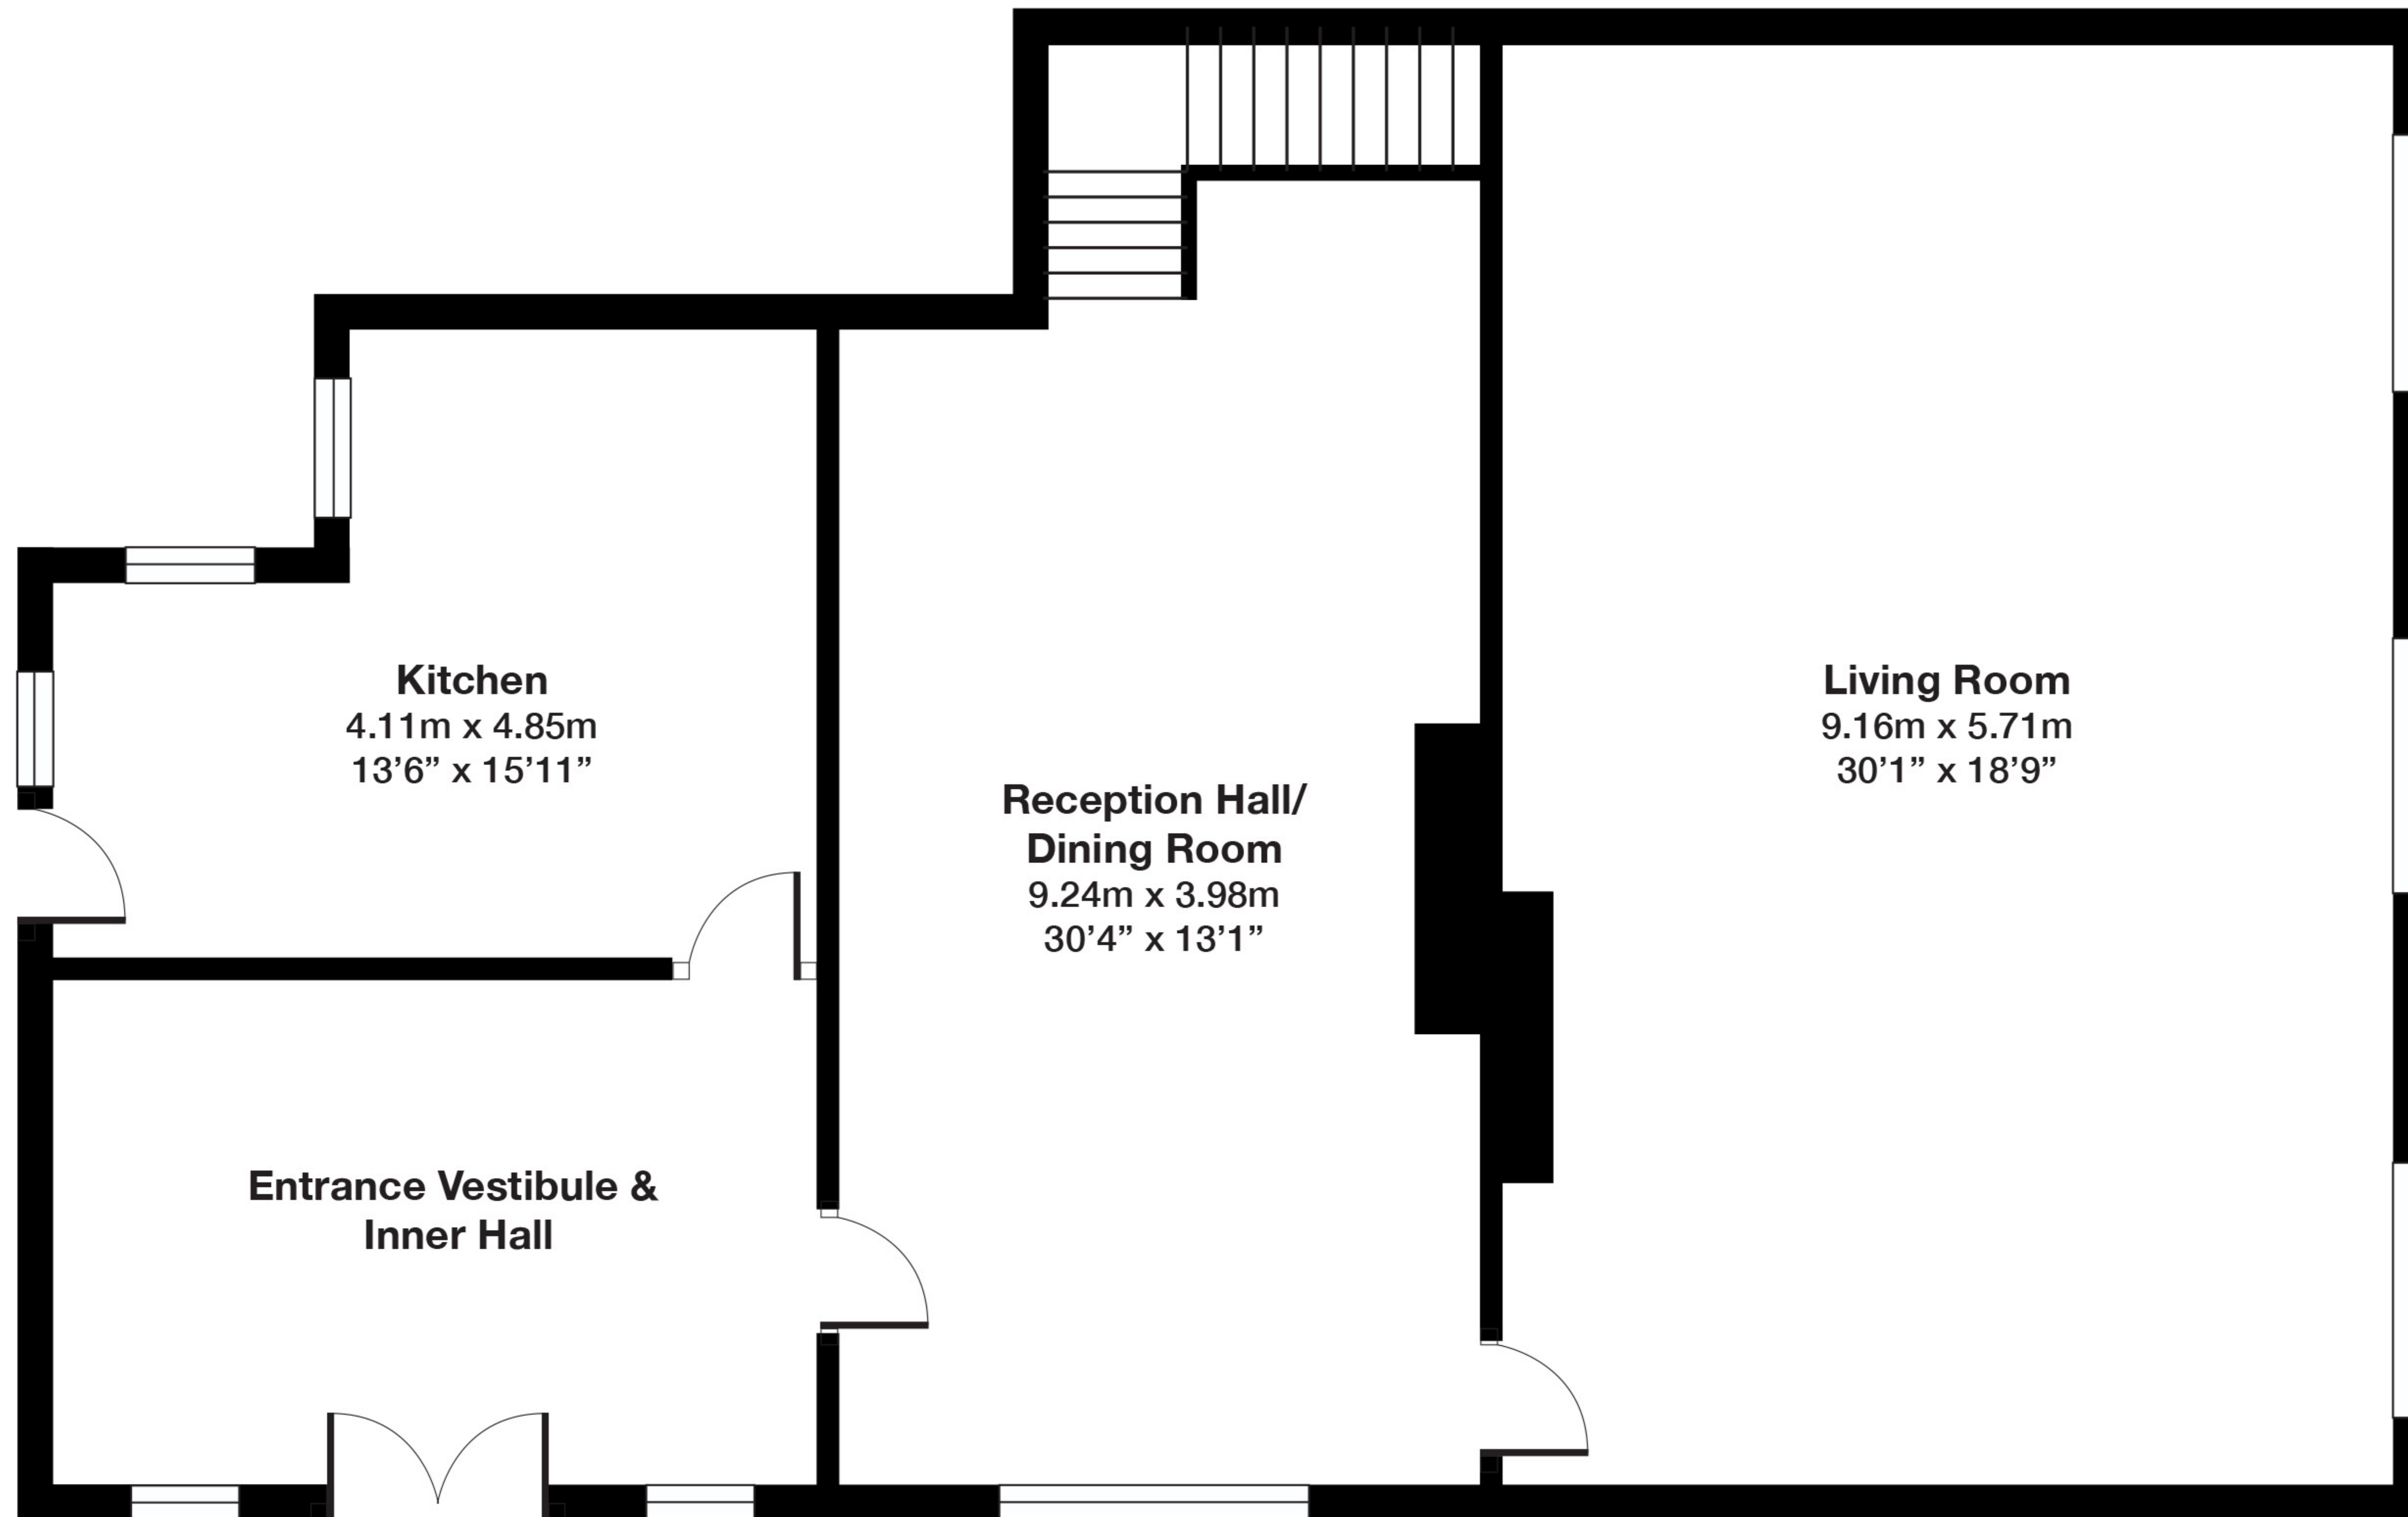 Kitchen
4.11m x 4.85m
13’6” x 15’11”
Living Room
9.16m x 5.71m
30’1” x 18’9”
Reception Hall/
Dining Room
9.24m x 3.98m
30’4” x 13’1”
Entrance Vestibule &
Inner Hall